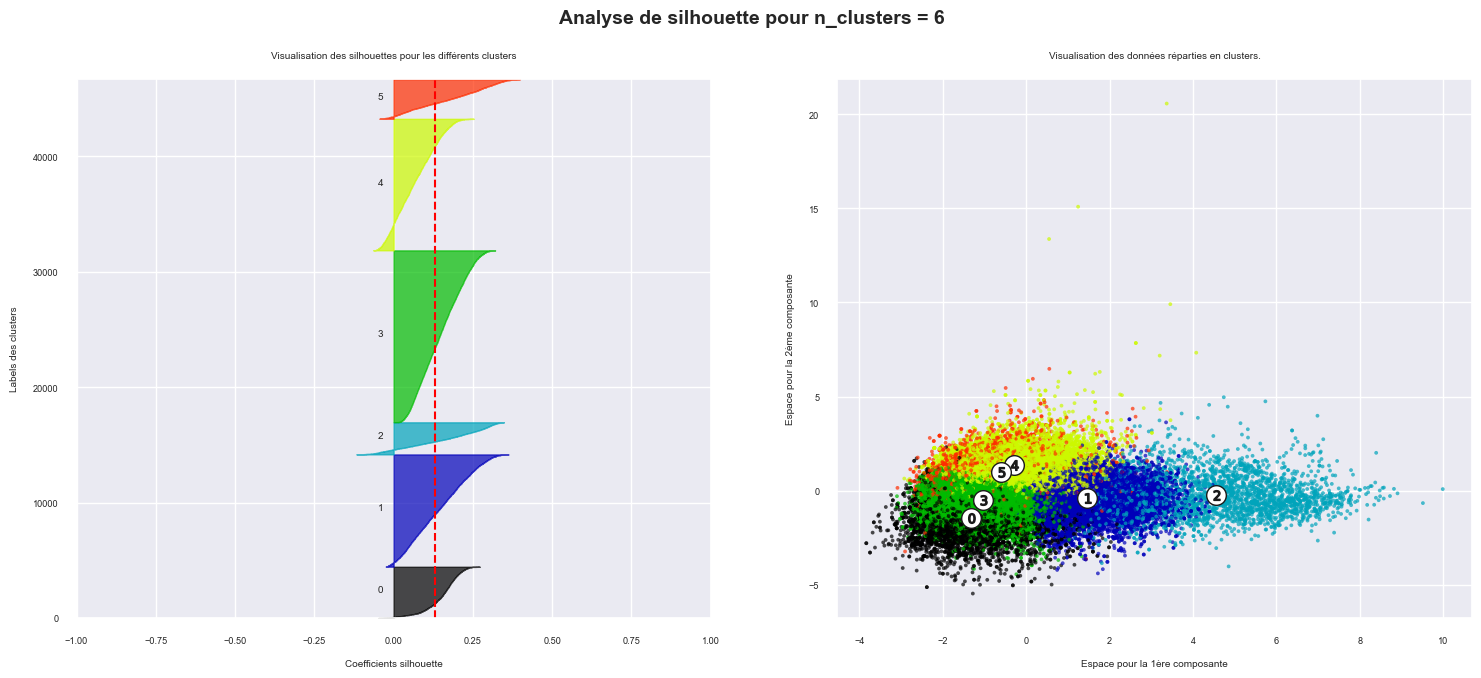 Analyse de silhouette pour n_clusters = 6
Visualisation des silhouettes pour les différents clusters
Labels des clusters
40000
30000
20000
10000
0
5
4
3
2
1
0
−1.00 −0.75 −0.50 −0.25 0.00 0.25 0.50 0.75 1.00
Coefficients silhouette
Visualisation des données réparties en clusters.
Espace pour la 2ème composante
20
15
10
5
0
−5
4
5
3
1
2
0
−4 −2 0 2 4 6 8 10
Espace pour la 1ère composante